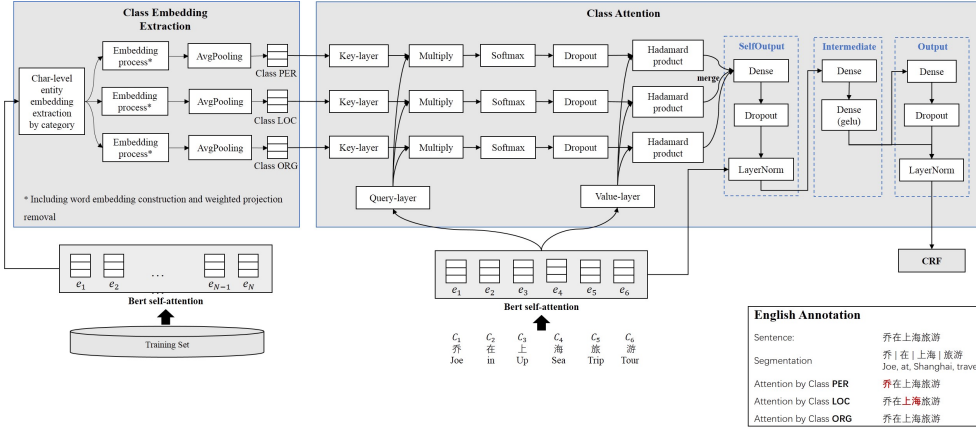 Class Embedding
Extraction
Char-level
entity
embedding
extraction
by category
Embedding
process*
AvgPooling
Class PER
Embedding
process*
AvgPooling
Class LOC
Embedding
process*
AvgPooling
Class ORG
* Including word embedding construction and weighted projection
removal
Class Attention
Key-layer
Multiply
Softmax
Dropout
Hadamard
product
Key-layer
Multiply
Softmax
Dropout
Hadamard
product
Key-layer
Multiply
Softmax
Dropout
Hadamard
product
merge
Query-layer
Value-layer
SelfOutput
Dense
Dropout
LayerNorm
Intermediate
Dense
Dense
(gelu)
Output
Dense
Dropout
LayerNorm
CRF
e1 e2 ... eN−1 eN
...
Bert self-attention
Training Set
e1 e2 e3 e4 e5 e6
Bert self-attention
C1 C2 C3 C4 C5 C6
乔 在 上 海 旅 游
Joe in Up Sea Trip Tour
English Annotation
Sentence: 乔在上海旅游
Segmentation 乔 | 在 | 上海 | 旅游
Joe, at, Shanghai, trave
Attention by Class PER 乔在上海旅游
Attention by Class LOC 乔在上海旅游
Attention by Class ORG 乔在上海旅游